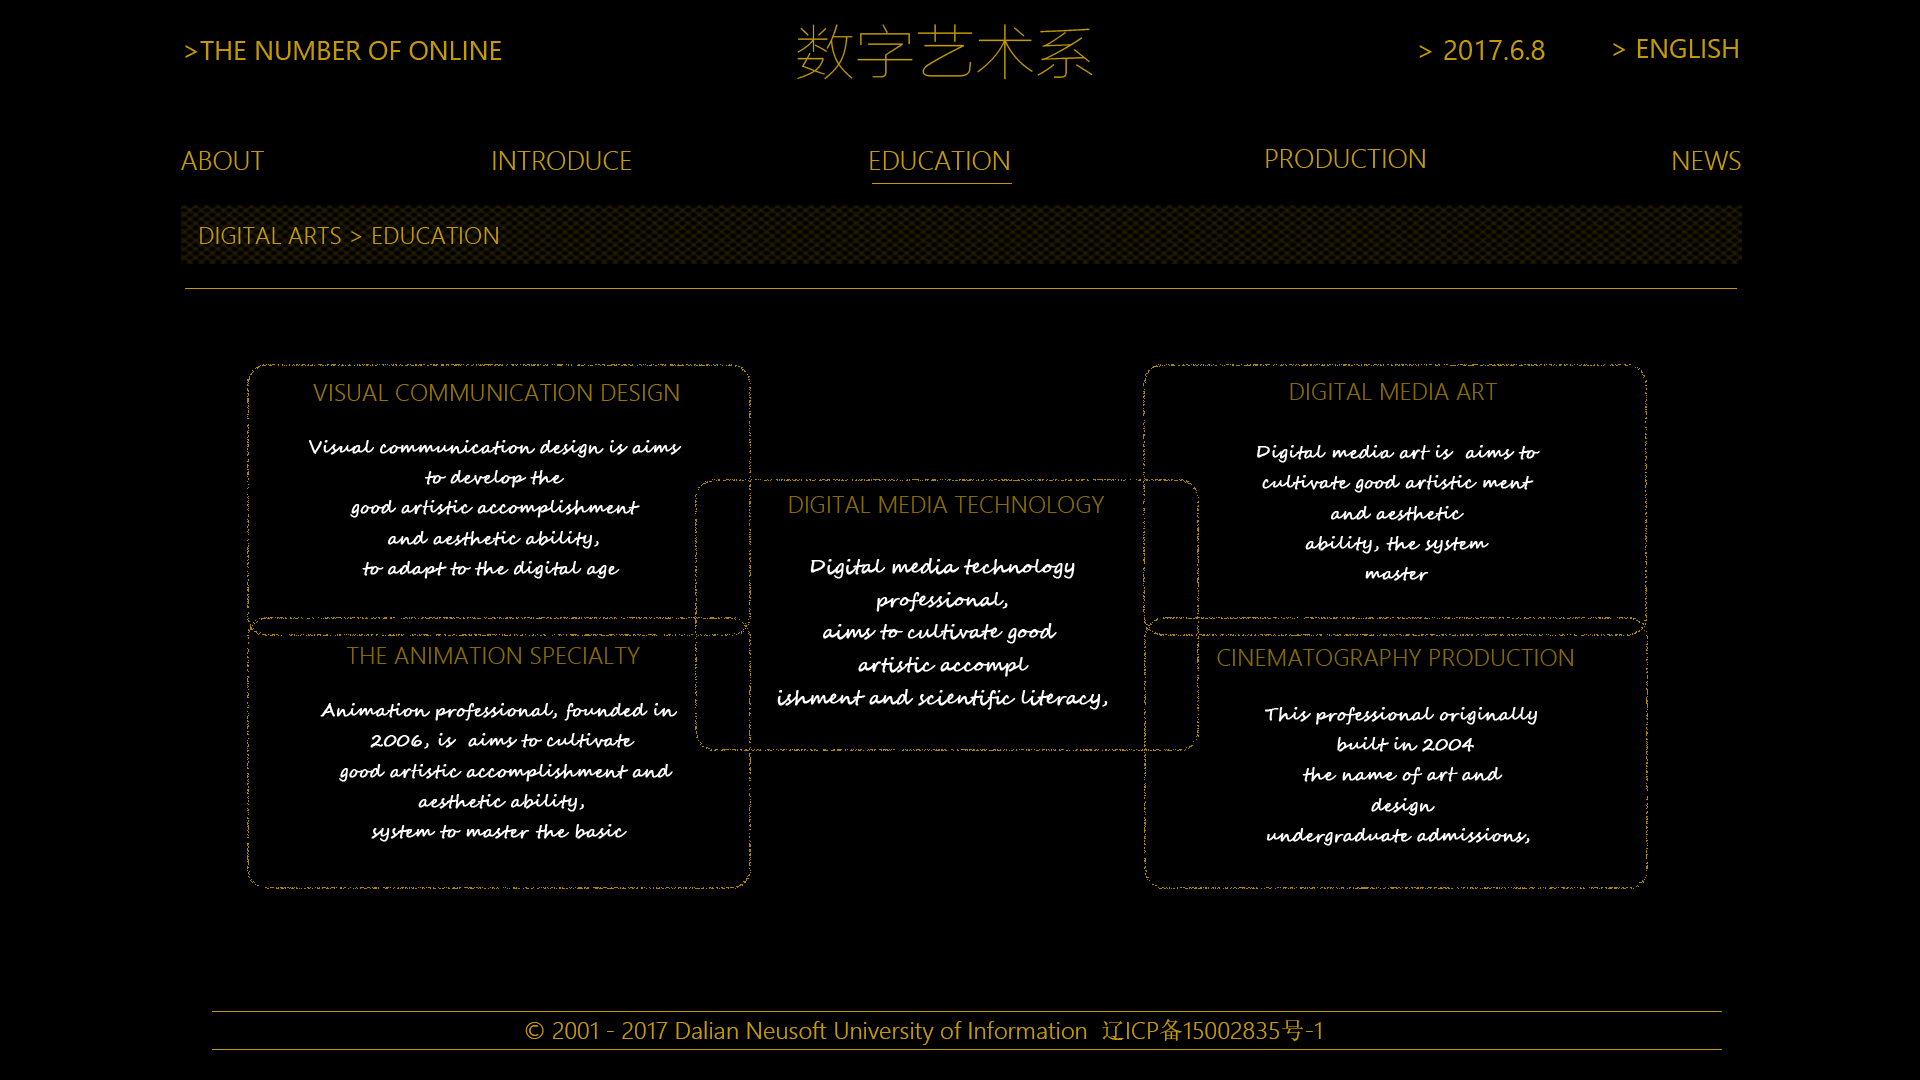 >THE NUMBER OF ONLINE
数字艺术系
> 2017.6.8
> ENGLISH
ABOUT
INTRODUCE
EDUCATION
PRODUCTION
NEWS
DIGITAL ARTS > EDUCATION
VISUAL COMMUNICATION DESIGN
Visual communication design is aims
to develop the
good artistic accomplishment
and aesthetic ability,
to adapt to the digital age
THE ANIMATION SPECIALTY
Animation professional, founded in
2006, is aims to cultivate
good artistic accomplishment and
aesthetic ability,
system to master the basic
DIGITAL MEDIA TECHNOLOGY
Digital media technology
professional,
aims to cultivate good
artistic accompl
ishment and scientific literacy,
DIGITAL MEDIA ART
Digital media art is aims to
cultivate good artistic ment
and aesthetic
ability, the system
master
CINEMATOGRAPHY PRODUCTION
This professional originally
built in 2004
the name of art and
design
undergraduate admissions,
© 2001 - 2017 Dalian Neusoft University of Information 辽ICP备15002835号-1